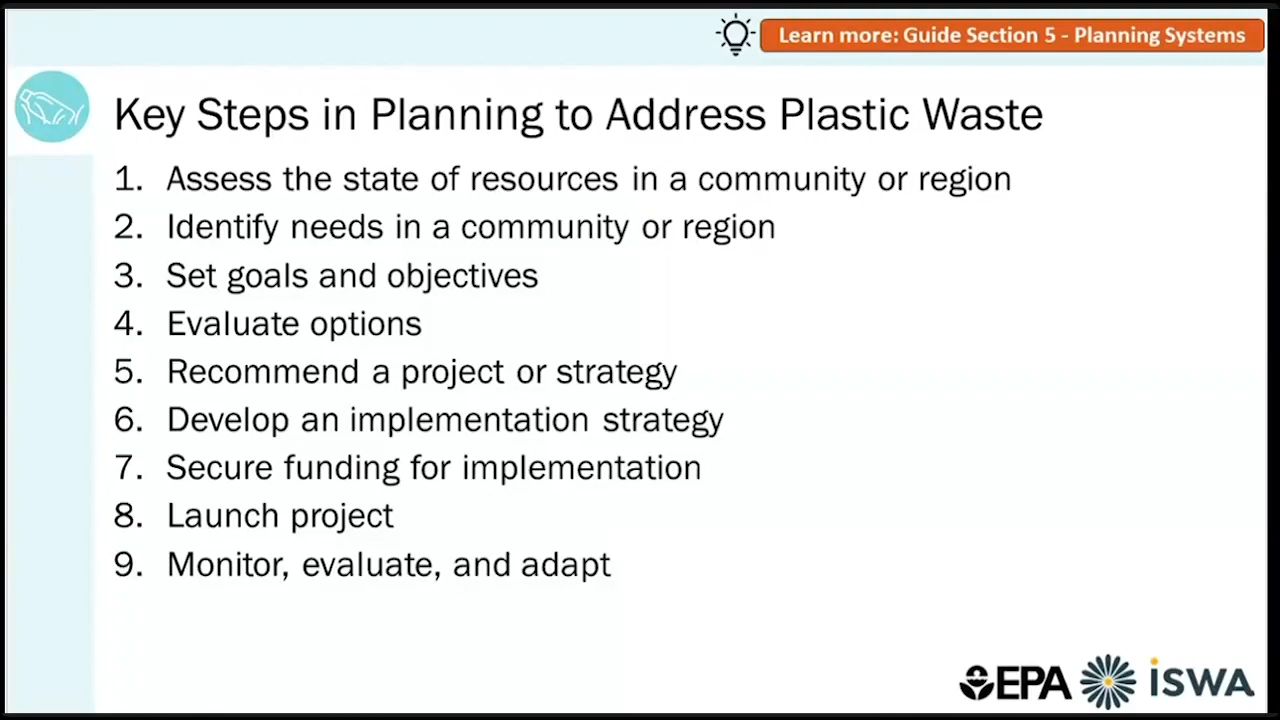 Learn more: Guide Section 5 - Planning Systems
Key Steps in Planning to Address Plastic Waste
1. Assess the state of resources in a community or region
2. Identify needs in a community or region
3. Set goals and objectives
4. Evaluate options
5. Recommend a project or strategy
6. Develop an implementation strategy
7. Secure funding for implementation
8. Launch project
9. Monitor, evaluate, and adapt
EPA iSWA